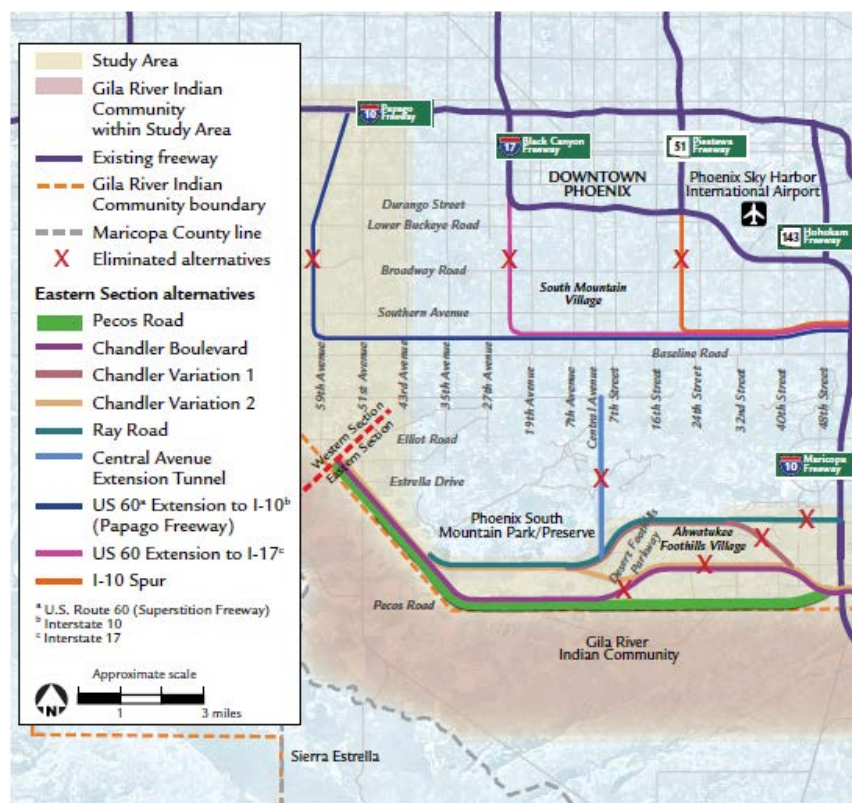 Study Area
Gila River Indian
Community
within Study Area
Existing freeway
Gila River Indian
Community boundary
Maricopa County line
X Eliminated alternatives
Eastern Section alternatives
Pecos Road
Chandler Boulevard
Chandler Variation 1
Chandler Variation 2
Ray Road
Central Avenue
Extension Tunnel
US 60ᵃ Extension to I-10ᵇ
(Papago Freeway)
US 60 Extension to I-17ᶜ
I-10 Spur
ᵃ U.S. Route 60 (Superstition Freeway)
ᵇ Interstate 10
ᶜ Interstate 17
Approximate scale
1 3 miles
N
10 Papago
Freeway
17 Black Canyon
Freeway
51 Piestewa
Freeway
DOWNTOWN
PHOENIX
Phoenix Sky Harbor
International Airport
143 Hohokam
Freeway
Durango Street
Lower Buckeye Road
X
X
X
Broadway Road
South Mountain
Village
Southern Avenue
Baseline Road
59th Avenue
51st Avenue
43rd Avenue
35th Avenue
27th Avenue
19th Avenue
7th Avenue
Central Avenue
7th Street
16th Street
24th Street
32nd Street
40th Street
48th Street
Western Section
Eastern Section
Elliot Road
Estrella Drive
X
10 Maricopa
Freeway
Phoenix South
Mountain Park/Preserve
Desert Foothills
Parkway
Ahwatukee
Foothills Village
X
X
X
X
Pecos Road
Gila River
Indian Community
Sierra Estrella